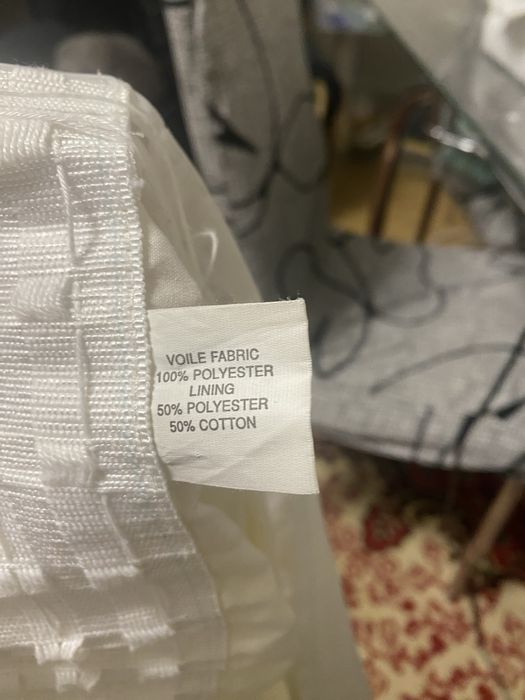 VOILE FABRIC
100% POLYESTER
LINING
50% POLYESTER
50% COTTON